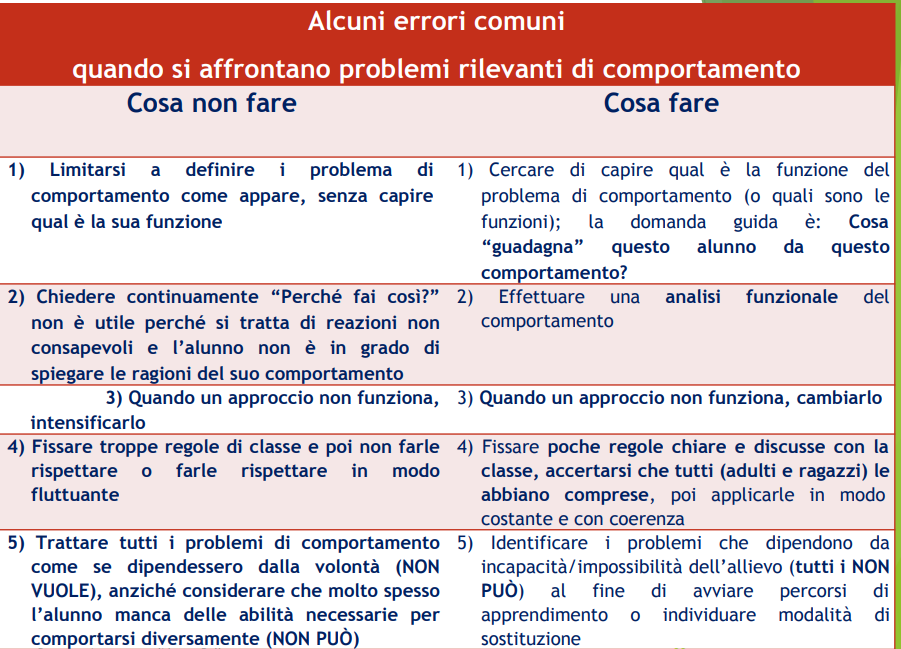 Alcuni errori comuni
quando si affrontano problemi rilevanti di comportamento
Cosa non fare
Cosa fare
1) Limitarsi a definire i problema di
comportamento come appare, senza capire
qual è la sua funzione
1) Cercare di capire qual è la funzione del
problema di comportamento (o quali sono le
funzioni); la domanda guida è: Cosa
“guadagna” questo alunno da questo
comportamento?
2) Chiedere continuamente “Perché fai così?”
non è utile perché si tratta di reazioni non
consapevoli e l’alunno non è in grado di
spiegare le ragioni del suo comportamento
2) Effettuare una analisi funzionale del
comportamento
3) Quando un approccio non funziona,
intensificarlo
3) Quando un approccio non funziona, cambiarlo
4) Fissare troppe regole di classe e poi non farle
rispettare o farle rispettare in modo
fluttuante
4) Fissare poche regole chiare e discusse con la
classe, accertarsi che tutti (adulti e ragazzi) le
abbiano comprese, poi applicarle in modo
costante e con coerenza
5) Trattare tutti i problemi di comportamento
come se dipendessero dalla volontà (NON
VUOLE), anziché considerare che molto spesso
l’alunno manca delle abilità necessarie per
comportarsi diversamente (NON PUÒ)
5) Identificare i problemi che dipendono da
incapacità/impossibilità dell’allievo (tutti i NON
PUÒ) al fine di avviare percorsi di
apprendimento o individuare modalità di
sostituzione